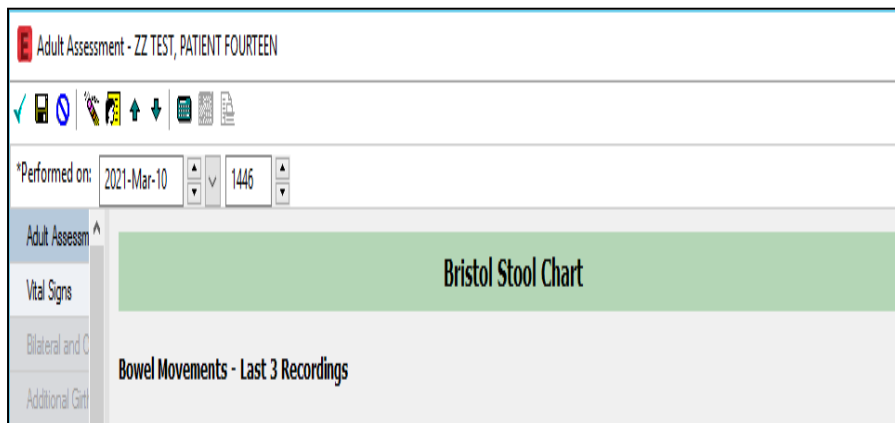 E Adult Assessment - ZZ TEST, PATIENT FOURTEEN
*Performed on: 2021-Mar-10 1446
Adult Assessm
Bristol Stool Chart
Vital Signs
Bilateral and C
Bowel Movements - Last 3 Recordings
Additional Girth